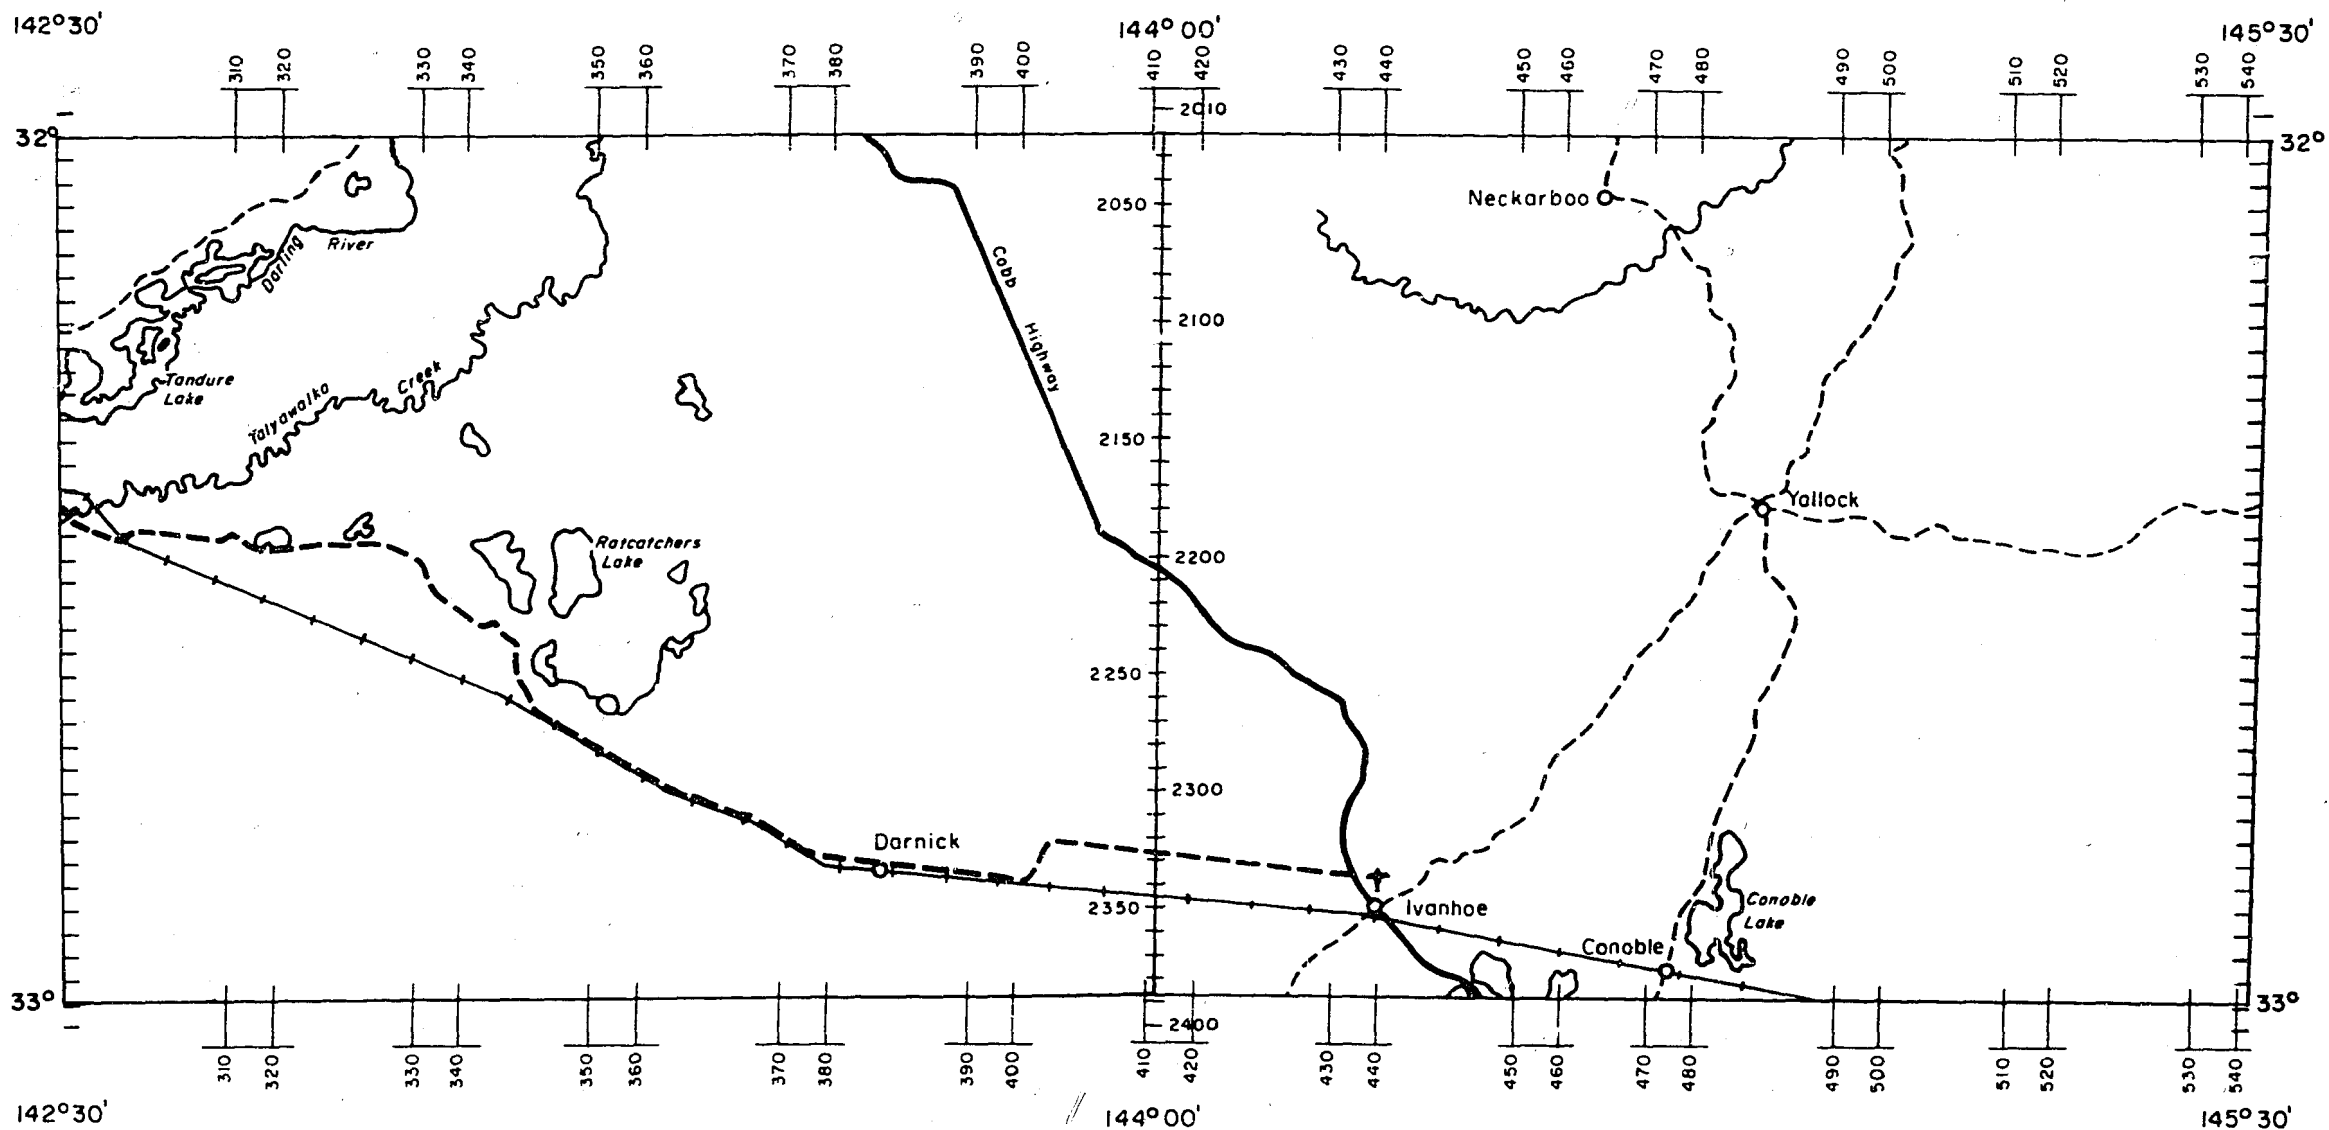 142°30'
144°00'
145°30'
310 320 330 340 350 360 370 380 390 400 410 420 430 440 450 460 470 480 490 500 510 520 530 540
2010
32°
32°
Neckarboo
2050
River
Darling
Cobb
Highway
2100
Tandure
Lake
Talyawalka
Creek
2150
Yallock
Ratcatchers
Lake
2200
2250
2300
Darnick
Conoble
Lake
2350
Ivanhoe
Conoble
33°
33°
2400
310 320 330 340 350 360 370 380 390 400 410 420 430 440 450 460 470 480 490 500 510 520 530 540
142°30'
144°00'
145°30'